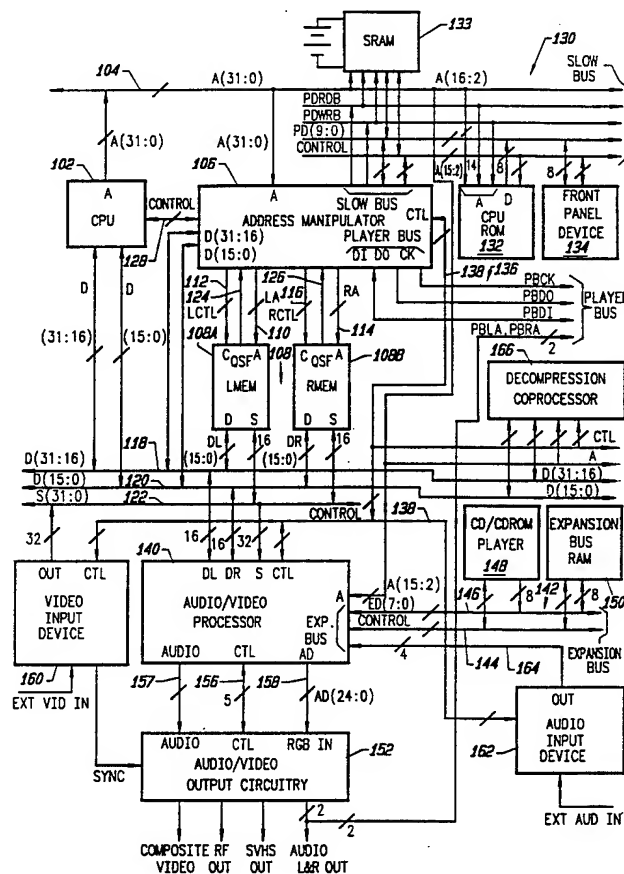 SRAM
133
130
104
A(31:0)
A(16:2)
SLOW BUS
PDRDB
PDWRB
PD(9:0)
CONTROL
A(31:0)
102
A
CPU
CONTROL
128
106
A(31:0)
A
SLOW BUS
CTL
ADDRESS MANIPULATOR
D(31:16)
PLAYER BUS
D(15:0)
DI DO CK
A(15:2)
14
8
A D
CPU ROM
132
8
FRONT PANEL DEVICE
134
138
136
D
D
(31:16)
(15:0)
112
124
LCTL
LA
110
126
116
RCTL
RA
114
PBCK
PBDO
PBDI
PBLA, PBRA
2
PLAYER BUS
108A
C QSF A
LMEM
D S
108
108B
C QSF A
RMEM
D S
166
DECOMPRESSION COPROCESSOR
DL
(15:0)
16
DR
(15:0)
16
118
D(31:16)
120
D(15:0)
S(31:0)
122
CONTROL
138
CTL
A
D(31:16)
D(15:0)
32
OUT CTL
VIDEO INPUT DEVICE
160
EXT VID IN
SYNC
16
16
32
140
DL DR S CTL
AUDIO/VIDEO PROCESSOR
A
EXP. BUS
AUDIO CTL AD
A(15:2)
ED(7:0)
CONTROL
4
CD/CDROM PLAYER
148
EXPANSION BUS RAM
150
146
8
142
8
144
164
EXPANSION BUS
157
156
5
158
AD(24:0)
AUDIO CTL RGB IN
AUDIO/VIDEO OUTPUT CIRCUITRY
152
2
2
OUT
AUDIO INPUT DEVICE
162
EXT AUD IN
COMPOSITE VIDEO
RF OUT
SVHS OUT
AUDIO L&R OUT